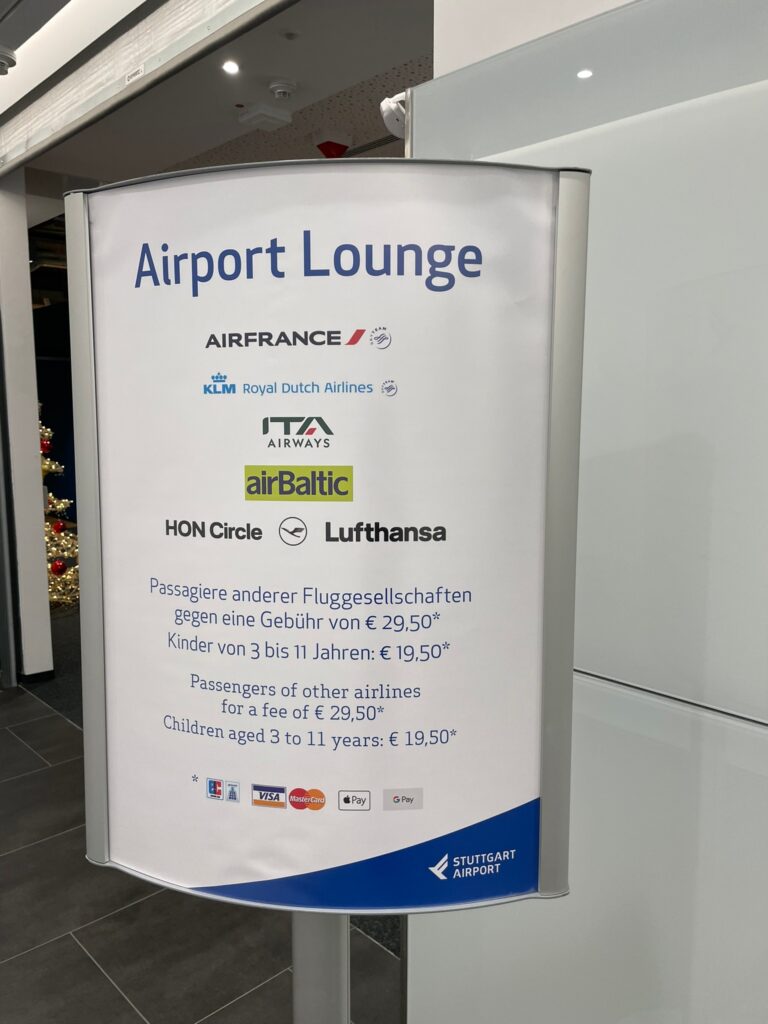 Airport Lounge
AIRFRANCE
KLM Royal Dutch Airlines
ITA
AIRWAYS
airBaltic
HON Circle Lufthansa
Passagiere anderer Fluggesellschaften
gegen eine Gebühr von € 29,50*
Kinder von 3 bis 11 Jahren: € 19,50*
Passengers of other airlines
for a fee of € 29,50*
Children aged 3 to 11 years: € 19,50*
* EC VISA MasterCard Pay G Pay
STUTTGART
AIRPORT